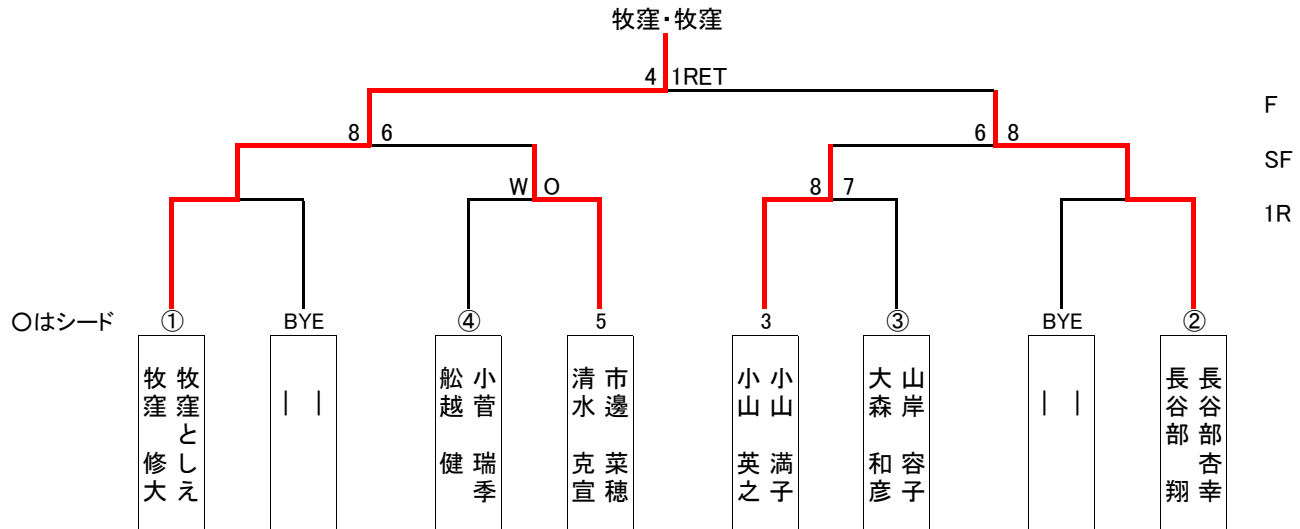 牧窪・牧窪
4 1RET
F
8 6
6 8
SF
W O
8 7
1R
〇はシード
①
BYE
④
5
3
③
BYE
②
牧窪とし え
牧窪 修大
| |
小菅 瑞季
舩越 健
市邊 菜穂
清水 克宣
小山 満子
小山 英之
山岸 容子
大森 和彦
| |
長谷部杏幸
長谷部 翔